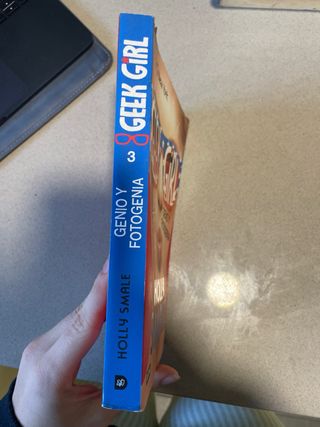 GEEK GIRL
3
GENIO Y
FOTOGENIA
HOLLY SMALE